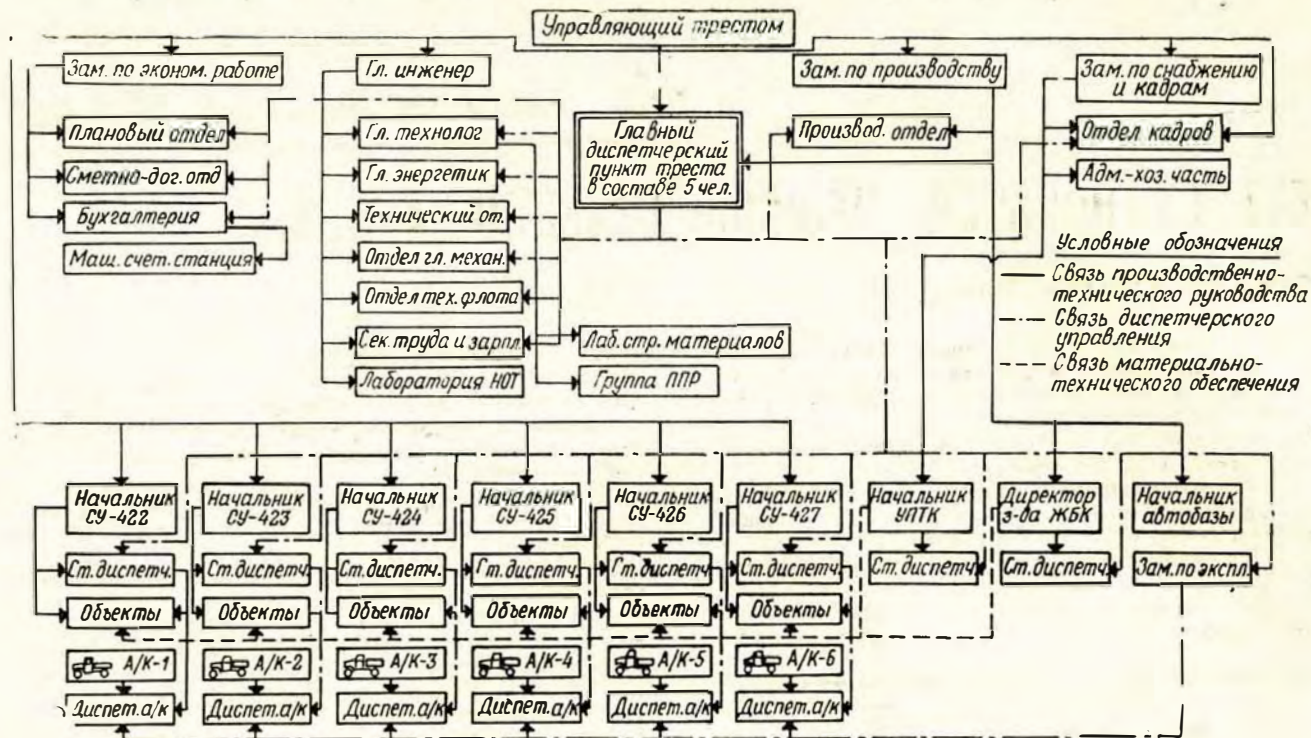 Управляющий трестом
Зам. по эконом. работе
Гл. инженер
Зам. по производству
Зам. по снабжению
и кадрам
Плановый отдел
Сметно-дог. отд
Бухгалтерия
Маш. счет. станция
Гл. технолог
Гл. энергетик
Технический от.
Отдел гл. механ.
Отдел тех. флота
Сек. труда и зарпл.
Лаборатория НОТ
Главный
диспетчерский
пункт треста
в составе 5 чел.
Лаб. стр. материалов
Группа ППР
Производ. отдел
Отдел кадров
Адм.-хоз. часть
Условные обозначения
Связь производственно-
технического руководства
Связь диспетчерского
управления
Связь материально-
технического обеспечения
Начальник
СУ-422
Начальник
СУ-423
Начальник
СУ-424
Начальник
СУ-425
Начальник
СУ-426
Начальник
СУ-427
Начальник
УПТК
Директор
з-да ЖБК
Начальник
автобазы
Ст. диспетч.
Ст. диспетч.
Ст. диспетч.
Гт. диспетч.
Гт. диспетч.
Ст. диспетч.
Ст. диспетч.
Ст. диспетч.
Зам. по экспл.
Объекты
Объекты
Объекты
Объекты
Объекты
Объекты
А/К-1
А/К-2
А/К-3
А/К-4
А/К-5
А/К-6
Диспет. а/к
Диспет. а/к
Диспет. а/к
Диспет. а/к
Диспет. а/к
Диспет. а/к